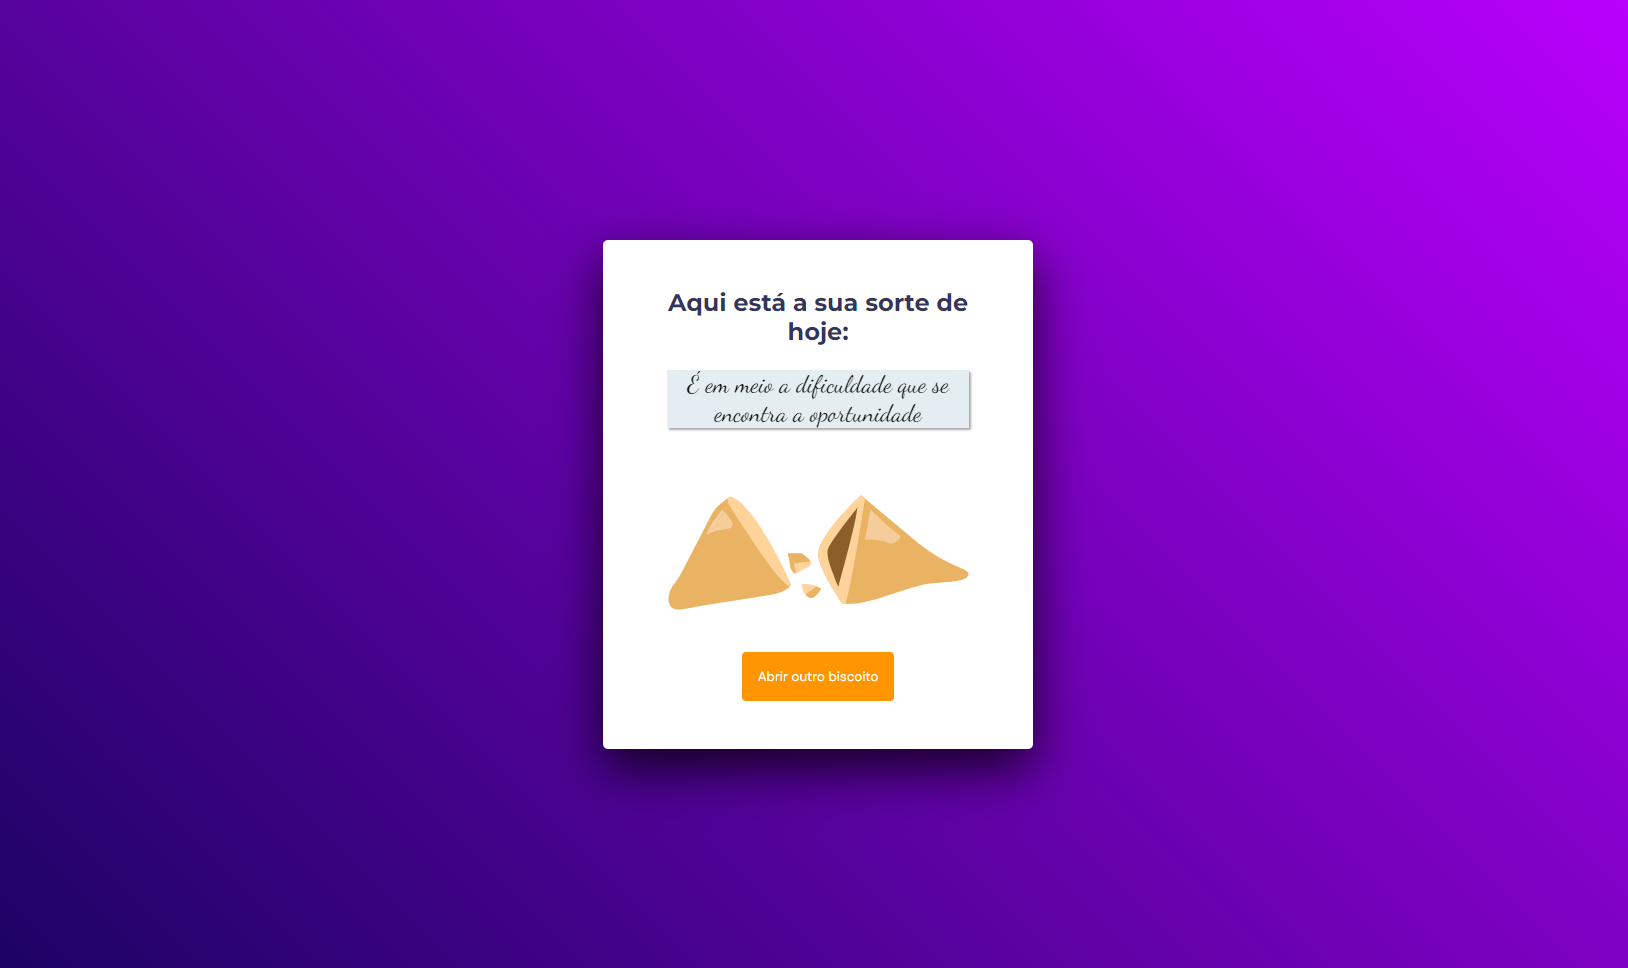 Aqui está a sua sorte de
hoje:
É em meio a dificuldade que se
encontra a oportunidade
Abrir outro biscoito